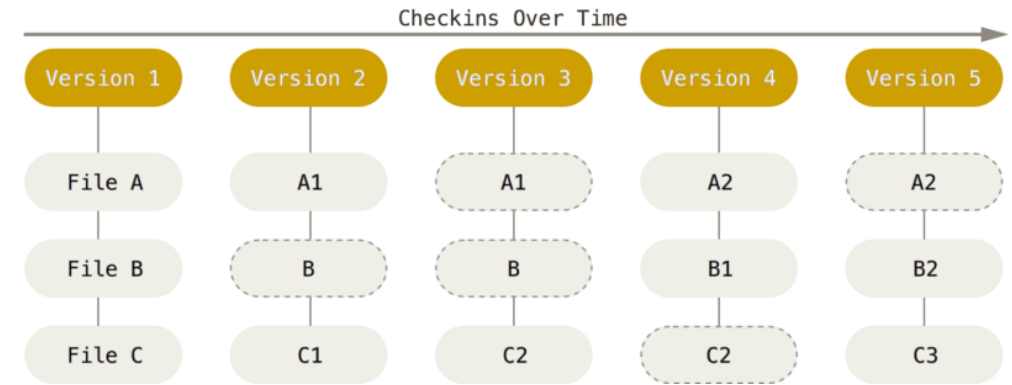 Checkins Over Time
Version 1 Version 2 Version 3 Version 4 Version 5
File A A1 A1 A2 A2
File B B B B1 B2
File C C1 C2 C2 C3